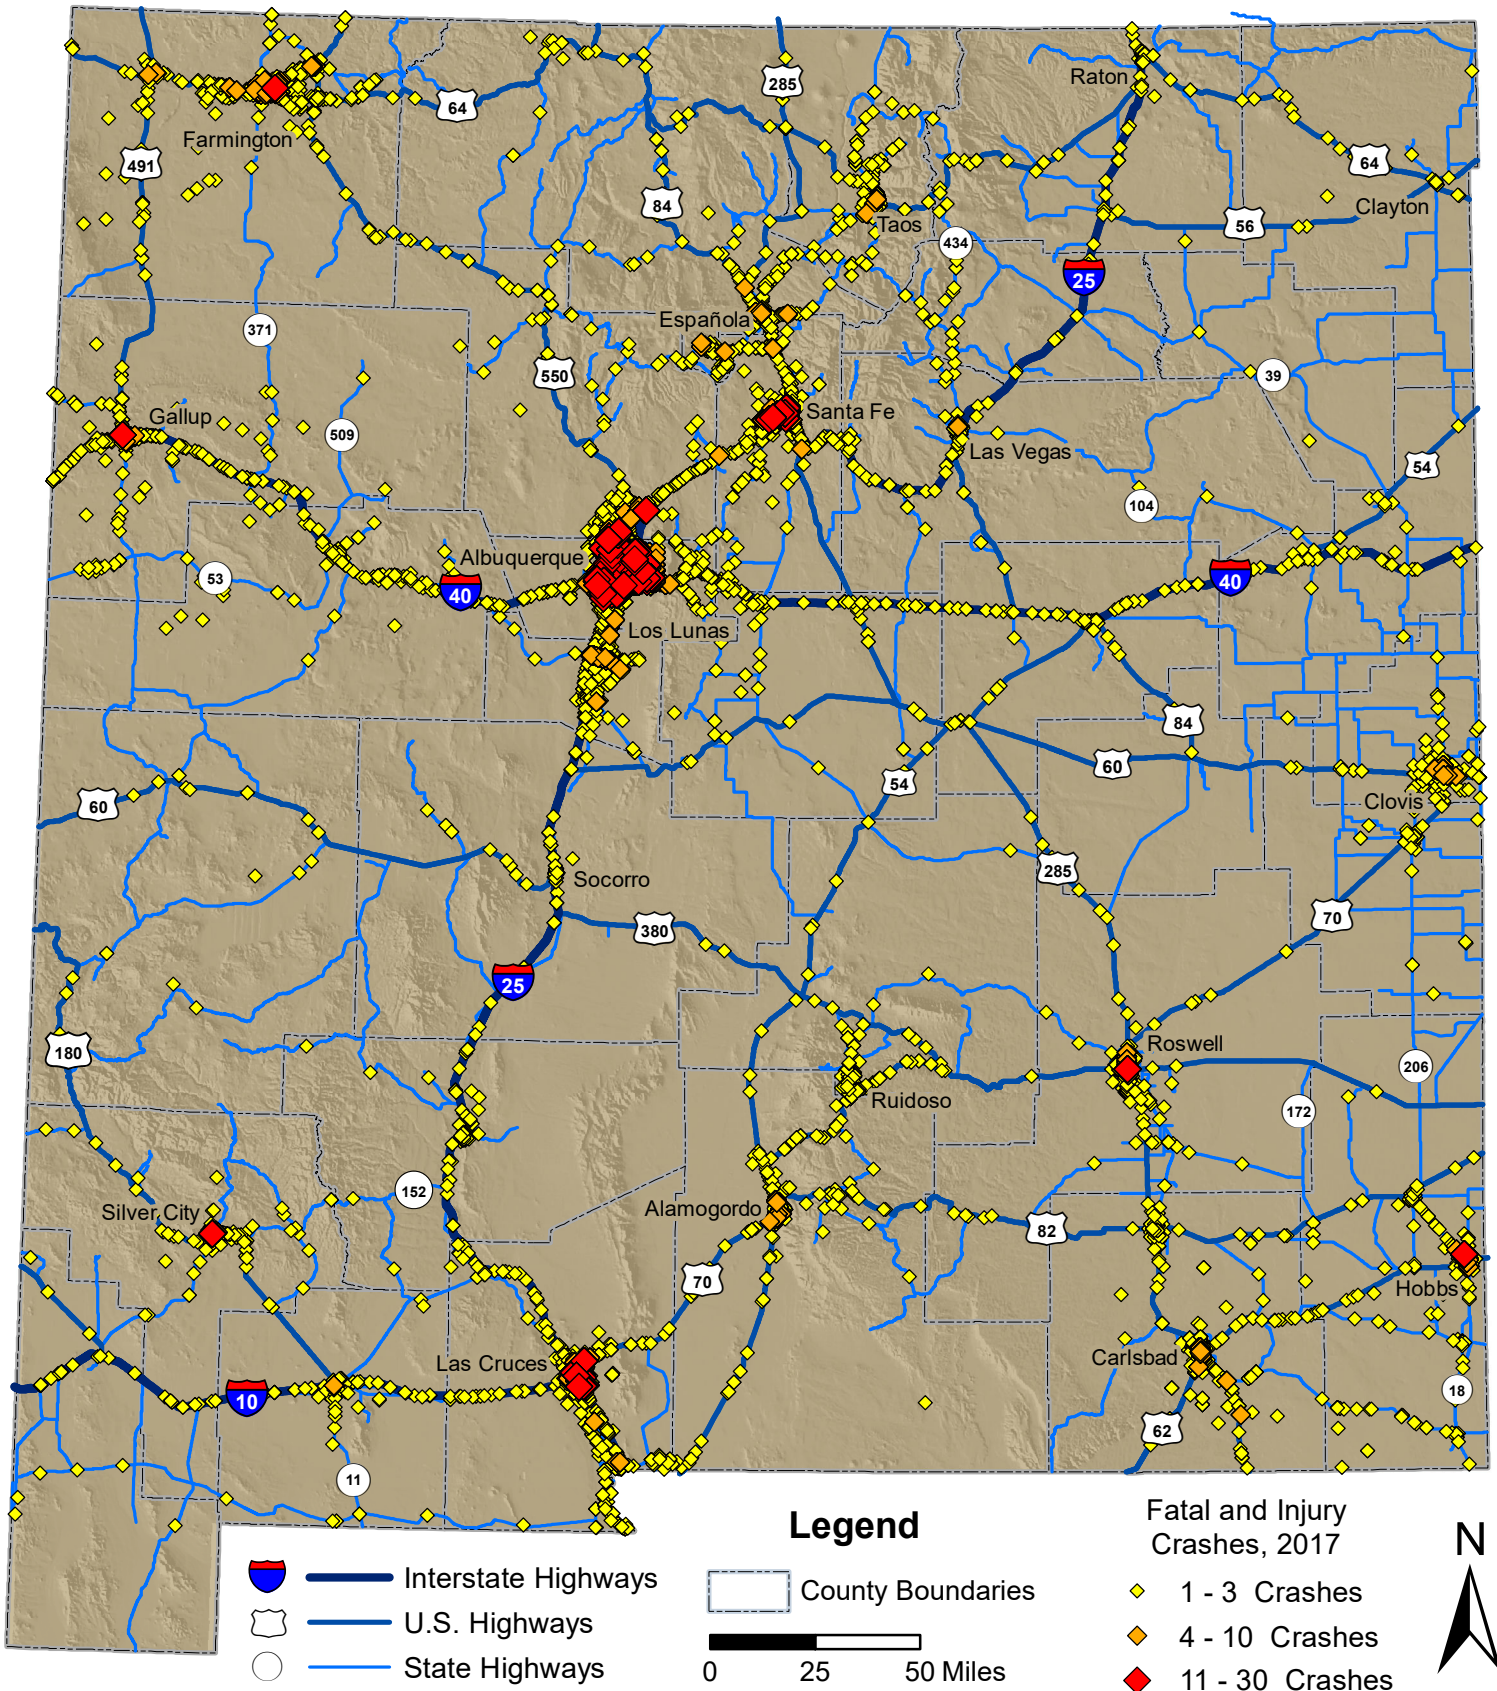 Raton
285
64
Farmington
491
64
84
Clayton
Taos
56
434
25
Española
371
550
39
Gallup
Santa Fe
509
Las Vegas
54
104
Albuquerque
53
40
40
Los Lunas
84
60
54
60
Clovis
285
Socorro
70
380
25
180
Roswell
206
Ruidoso
172
152
Silver City
Alamogordo
82
70
Hobbs
Las Cruces
Carlsbad
10
18
62
11
Legend
Fatal and Injury
Crashes, 2017
N
Interstate Highways
County Boundaries
1 - 3 Crashes
U.S. Highways
4 - 10 Crashes
State Highways
0 25 50 Miles
11 - 30 Crashes